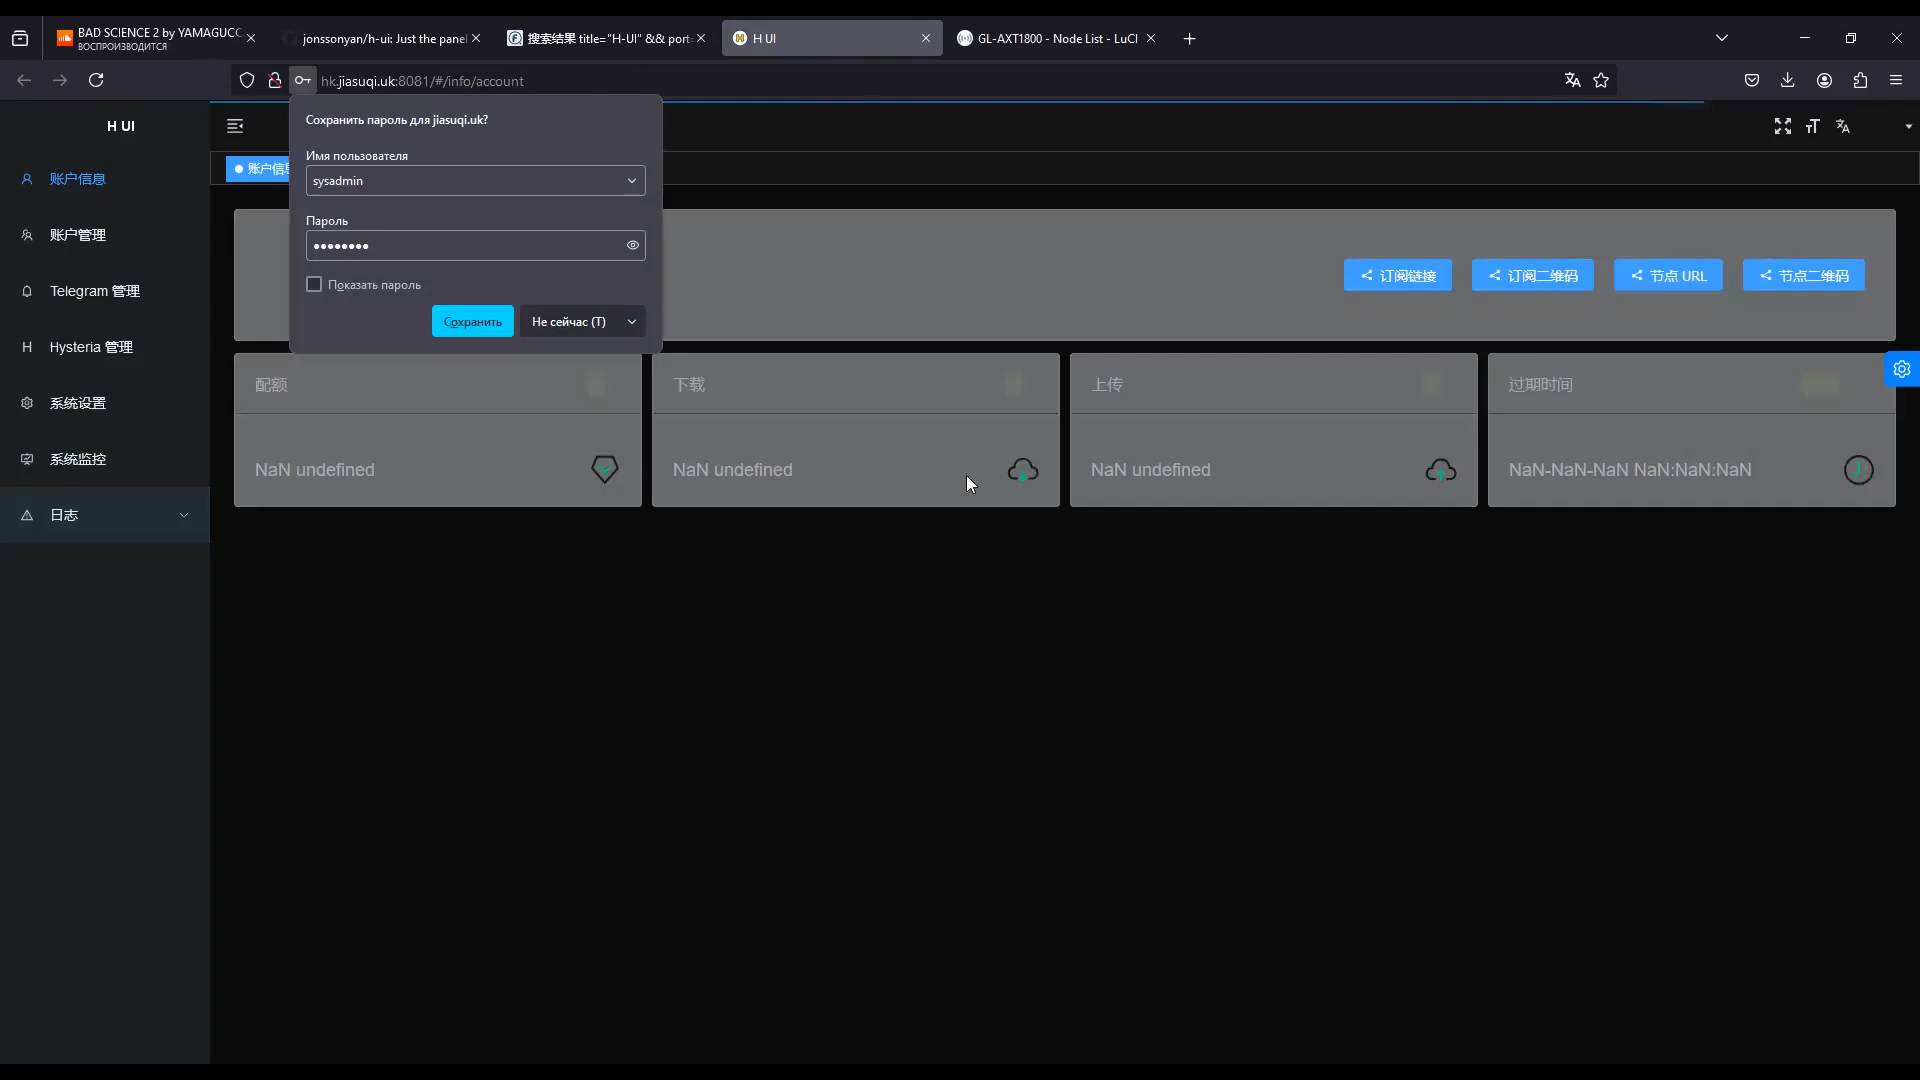 BAD SCIENCE 2 by YAMAGUCC
ВОСПРОИЗВОДИТСЯ
jonssonyan/h-ui: Just the panel
搜索结果 title="H-UI" && port
H UI
GL-AXT1800 - Node List - LuCI
hk.jiasuqi.uk:8081/#/info/account
H UI
账户信息
账户管理
Telegram 管理
Hysteria 管理
系统设置
系统监控
日志
账户信息
Сохранить пароль для jiasuqi.uk?
Имя пользователя
sysadmin
Пароль
••••••••
Показать пароль
Сохранить
Не сейчас (Т)
订阅链接
订阅二维码
节点 URL
节点二维码
配额
NaN undefined
下载
NaN undefined
上传
NaN undefined
过期时间
NaN-NaN-NaN NaN:NaN:NaN